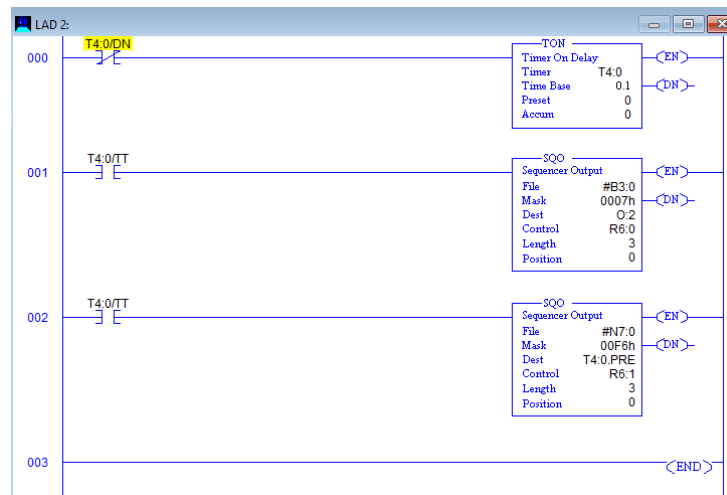 LAD 2:
T4:0/DN
000
TON
Timer On Delay
Timer T4:0
Time Base 0.1
Preset 0
Accum 0
EN
DN
T4:0/TT
001
SQO
Sequencer Output
File #B3:0
Mask 0007h
Dest O:2
Control R6:0
Length 3
Position 0
EN
DN
T4:0/TT
002
SQO
Sequencer Output
File #N7:0
Mask 00F6h
Dest T4:0.PRE
Control R6:1
Length 3
Position 0
EN
DN
003
END